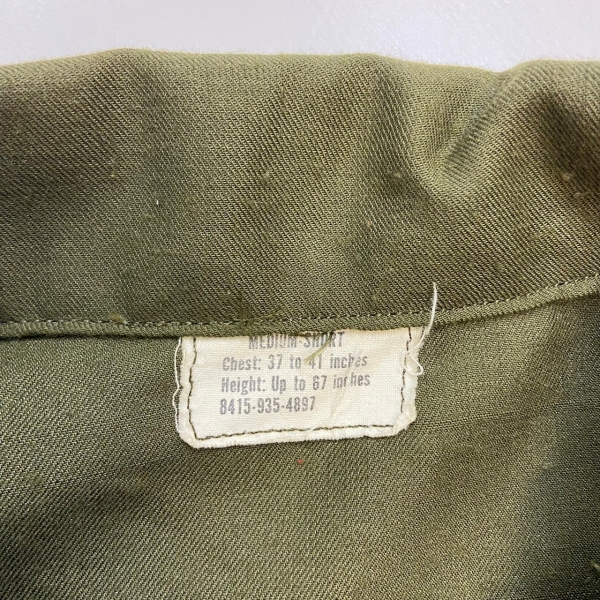 MEDIUM-SHORT
Chest: 37 to 41 inches
Height: Up to 67 inches
8415-935-4897